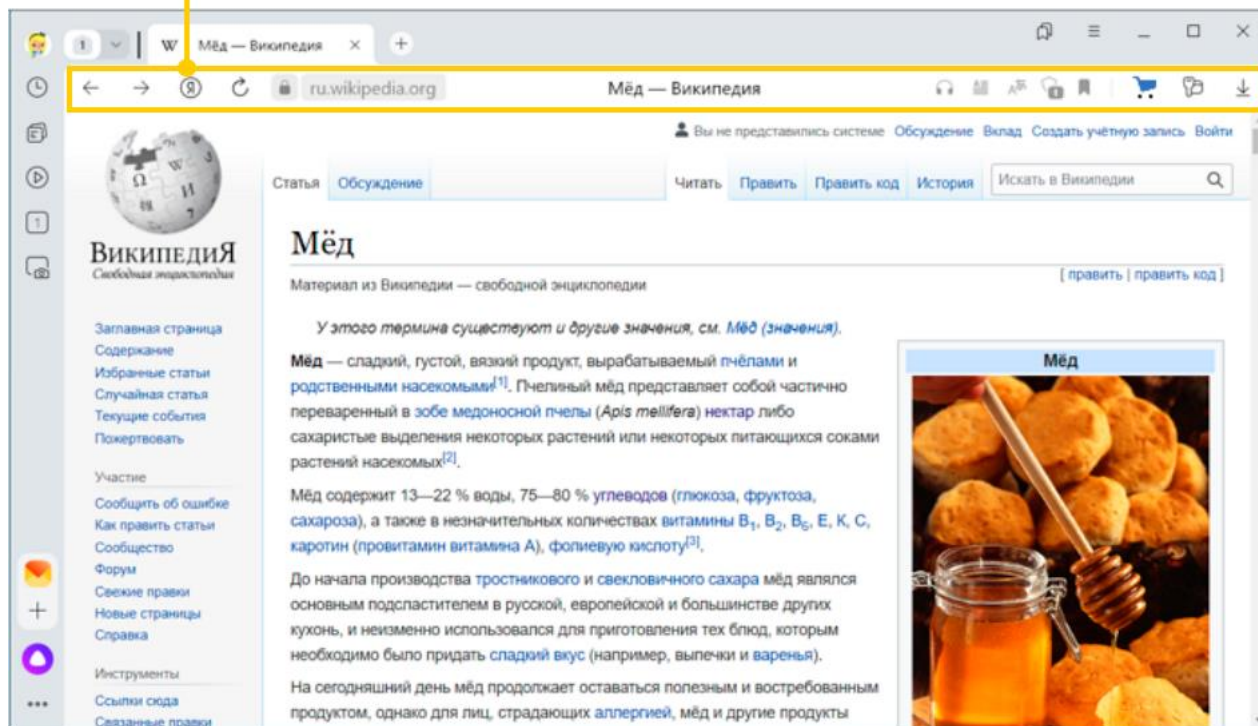 1
W Мёд — Википедия
Я
ru.wikipedia.org
Мёд — Википедия
Вы не представились системе Обсуждение Вклад Создать учётную запись Войти
Статья Обсуждение
Читать Править Править код История Искать в Википедии
1
ВикипедиЯ
Свободная энциклопедия
Мёд
[ править | править код ]
Материал из Википедии — свободной энциклопедии
У этого термина существуют и другие значения, см. Мёд (значения).
Мёд — сладкий, густой, вязкий продукт, вырабатываемый пчёлами и
родственными насекомыми[1]. Пчелиный мёд представляет собой частично
переваренный в зобе медоносной пчелы (Apis mellifera) нектар либо
сахаристые выделения некоторых растений или некоторых питающихся соками
растений насекомых[2].
Мёд содержит 13—22 % воды, 75—80 % углеводов (глюкоза, фруктоза,
сахароза), а также в незначительных количествах витамины B1, B2, B6, E, K, C,
каротин (провитамин витамина A), фолиевую кислоту[3].
До начала производства тростникового и свекловичного сахара мёд являлся
основным подсластителем в русской, европейской и большинстве других
кухонь, и неизменно использовался для приготовления тех блюд, которым
необходимо было придать сладкий вкус (например, выпечки и варенья).
На сегодняшний день мёд продолжает оставаться полезным и востребованным
продуктом, однако для лиц, страдающих аллергией, мёд и другие продукты
Мёд
Заглавная страница
Содержание
Избранные статьи
Случайная статья
Текущие события
Пожертвовать
Участие
Сообщить об ошибке
Как править статьи
Сообщество
Форум
Свежие правки
Новые страницы
Справка
Инструменты
Ссылки сюда
Связанные правки